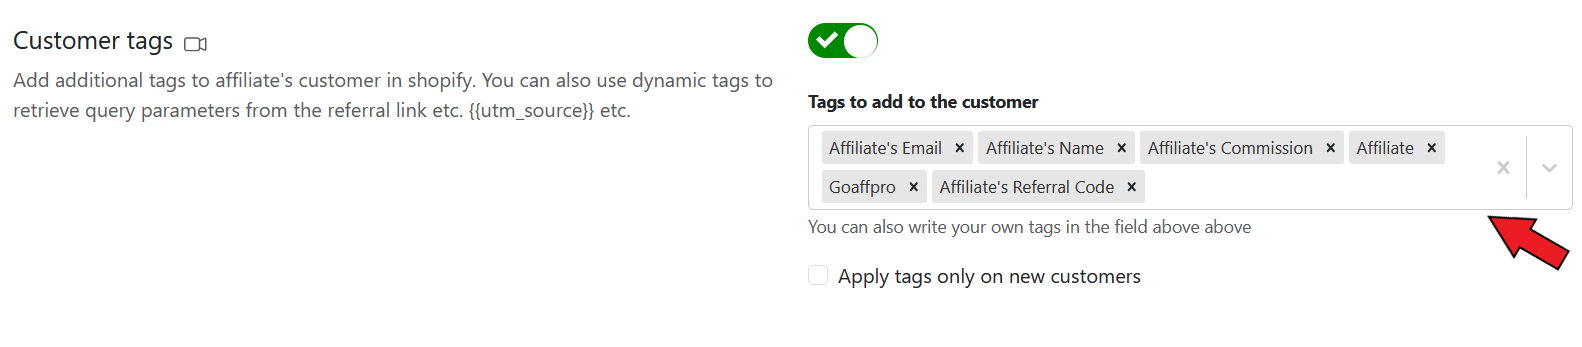 Customer tags
Add additional tags to affiliate's customer in shopify. You can also use dynamic tags to
retrieve query parameters from the referral link etc. {{utm_source}} etc.
Tags to add to the customer
Affiliate's Email × Affiliate's Name × Affiliate's Commission × Affiliate ×
Goaffpro × Affiliate's Referral Code ×
You can also write your own tags in the field above above
Apply tags only on new customers